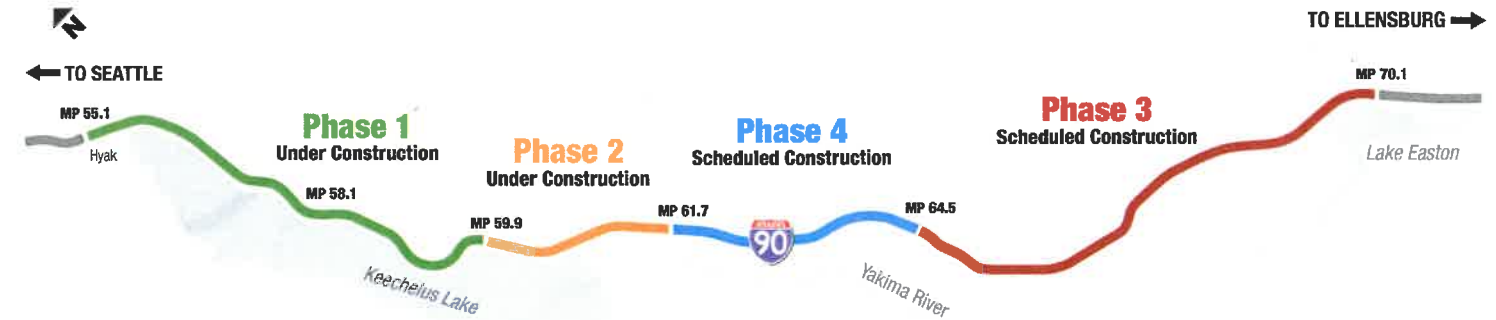 N
TO ELLENSBURG
TO SEATTLE
MP 70.1
MP 55.1
Phase 1
Under Construction
Phase 2
Under Construction
Phase 4
Scheduled Construction
Phase 3
Scheduled Construction
Hyak
Lake Easton
MP 58.1
MP 59.9
MP 61.7
MP 64.5
90
Keechelus Lake
Yakima River